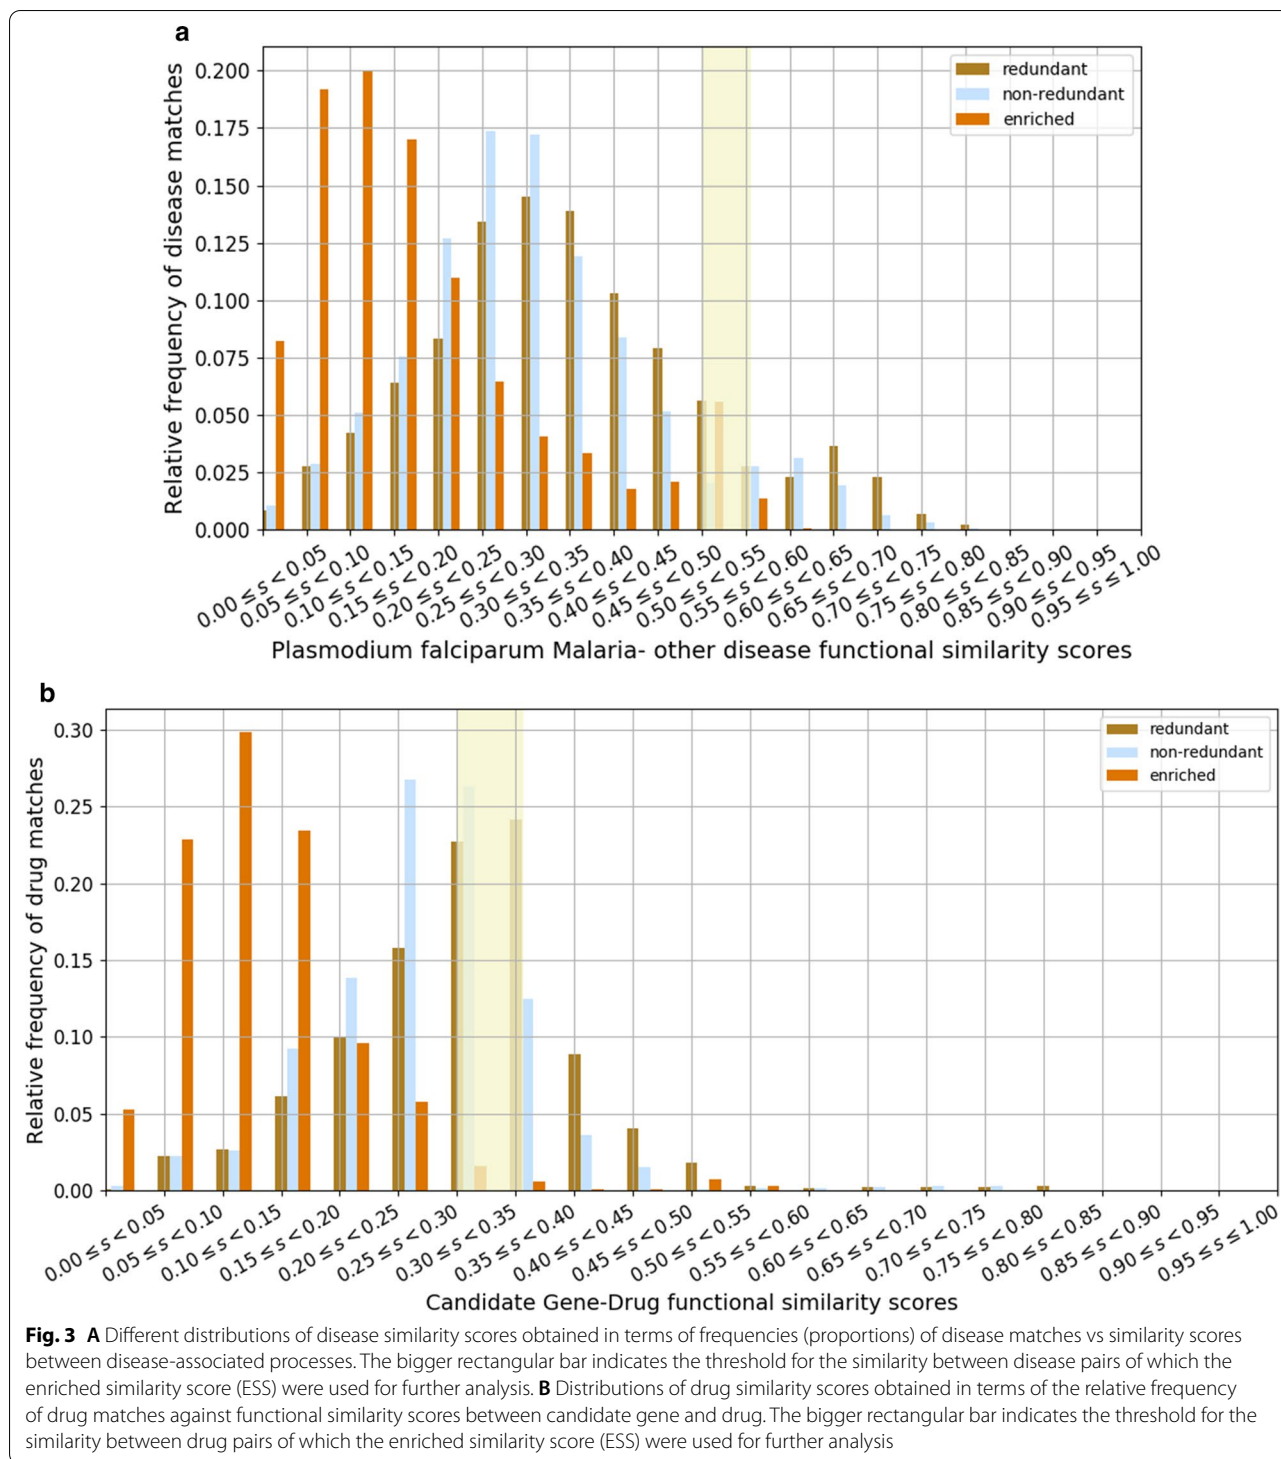 a
Relative frequency of disease matches
0.200
0.175
0.150
0.125
0.100
0.075
0.050
0.025
0.000
redundant
non-redundant
enriched
0.00 ≤ s < 0.05
0.05 ≤ s < 0.10
0.10 ≤ s < 0.15
0.15 ≤ s < 0.20
0.20 ≤ s < 0.25
0.25 ≤ s < 0.30
0.30 ≤ s < 0.35
0.35 ≤ s < 0.40
0.40 ≤ s < 0.45
0.45 ≤ s < 0.50
0.50 ≤ s < 0.55
0.55 ≤ s < 0.60
0.60 ≤ s < 0.65
0.65 ≤ s < 0.70
0.70 ≤ s < 0.75
0.75 ≤ s < 0.80
0.80 ≤ s < 0.85
0.85 ≤ s < 0.90
0.90 ≤ s < 0.95
0.95 ≤ s ≤ 1.00
Plasmodium falciparum Malaria- other disease functional similarity scores
b
Relative frequency of drug matches
0.30
0.25
0.20
0.15
0.10
0.05
0.00
redundant
non-redundant
enriched
0.00 ≤ s < 0.05
0.05 ≤ s < 0.10
0.10 ≤ s < 0.15
0.15 ≤ s < 0.20
0.20 ≤ s < 0.25
0.25 ≤ s < 0.30
0.30 ≤ s < 0.35
0.35 ≤ s < 0.40
0.40 ≤ s < 0.45
0.45 ≤ s < 0.50
0.50 ≤ s < 0.55
0.55 ≤ s < 0.60
0.60 ≤ s < 0.65
0.65 ≤ s < 0.70
0.70 ≤ s < 0.75
0.75 ≤ s < 0.80
0.80 ≤ s < 0.85
0.85 ≤ s < 0.90
0.90 ≤ s < 0.95
0.95 ≤ s ≤ 1.00
Candidate Gene-Drug functional similarity scores
Fig. 3 A Different distributions of disease similarity scores obtained in terms of frequencies (proportions) of disease matches vs similarity scores
between disease-associated processes. The bigger rectangular bar indicates the threshold for the similarity between disease pairs of which the
enriched similarity score (ESS) were used for further analysis. B Distributions of drug similarity scores obtained in terms of the relative frequency
of drug matches against functional similarity scores between candidate gene and drug. The bigger rectangular bar indicates the threshold for the
similarity between drug pairs of which the enriched similarity score (ESS) were used for further analysis